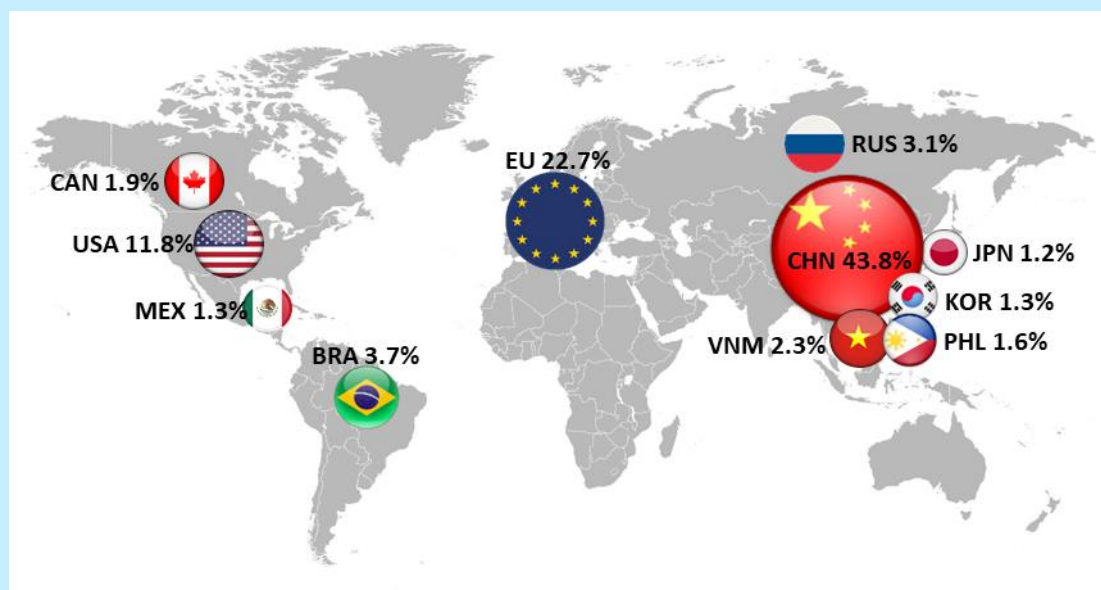 EU 22.7%
RUS 3.1%
CAN 1.9%
USA 11.8%
CHN 43.8%
JPN 1.2%
MEX 1.3%
KOR 1.3%
VNM 2.3%
PHL 1.6%
BRA 3.7%